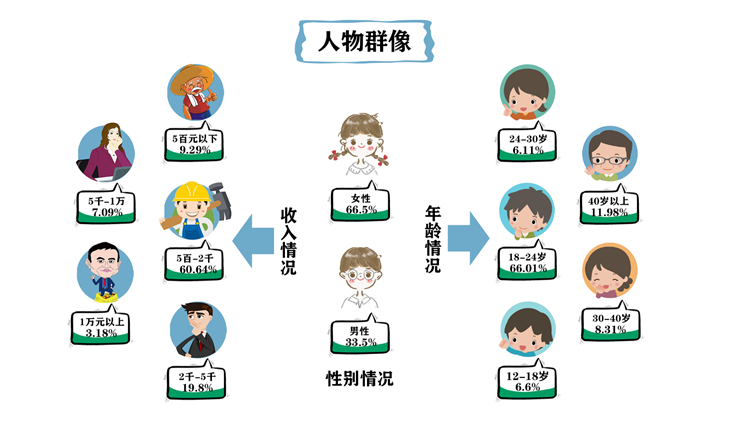 人物群像
5百元以下
9.29%
5千-1万
7.09%
5百-2千
60.64%
1万元以上
3.18%
2千-5千
19.8%
收入情况
女性
66.5%
男性
33.5%
性别情况
年龄情况
24-30岁
6.11%
40岁以上
11.98%
18-24岁
66.01%
30-40岁
8.31%
12-18岁
6.6%